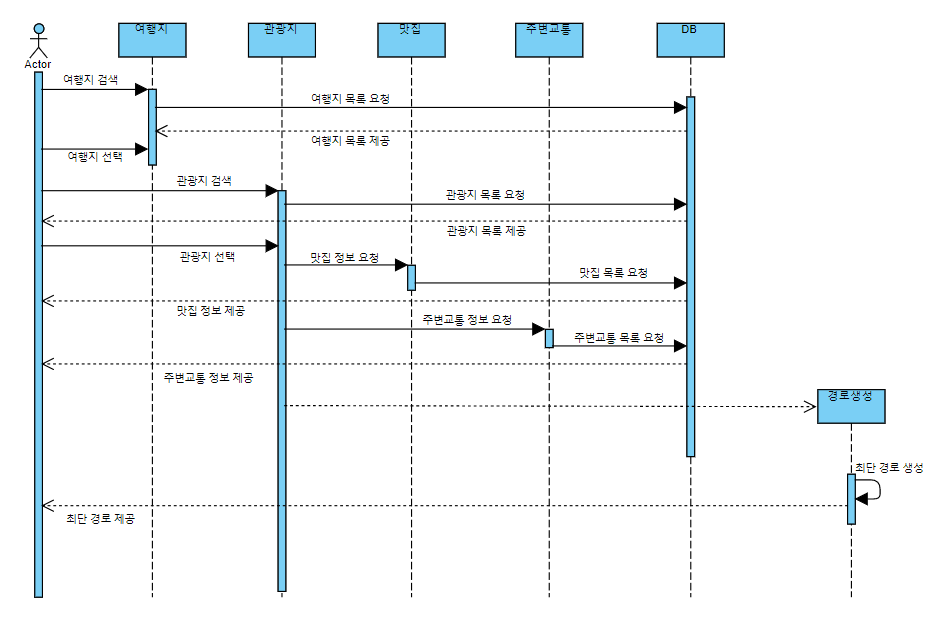 여행지
관광지
맛집
주변교통
DB
Actor
여행지 검색
여행지 목록 요청
여행지 목록 제공
여행지 선택
관광지 검색
관광지 목록 요청
관광지 목록 제공
관광지 선택
맛집 정보 요청
맛집 목록 요청
맛집 정보 제공
주변교통 정보 요청
주변교통 목록 요청
주변교통 정보 제공
경로생성
최단 경로 생성
최단 경로 제공